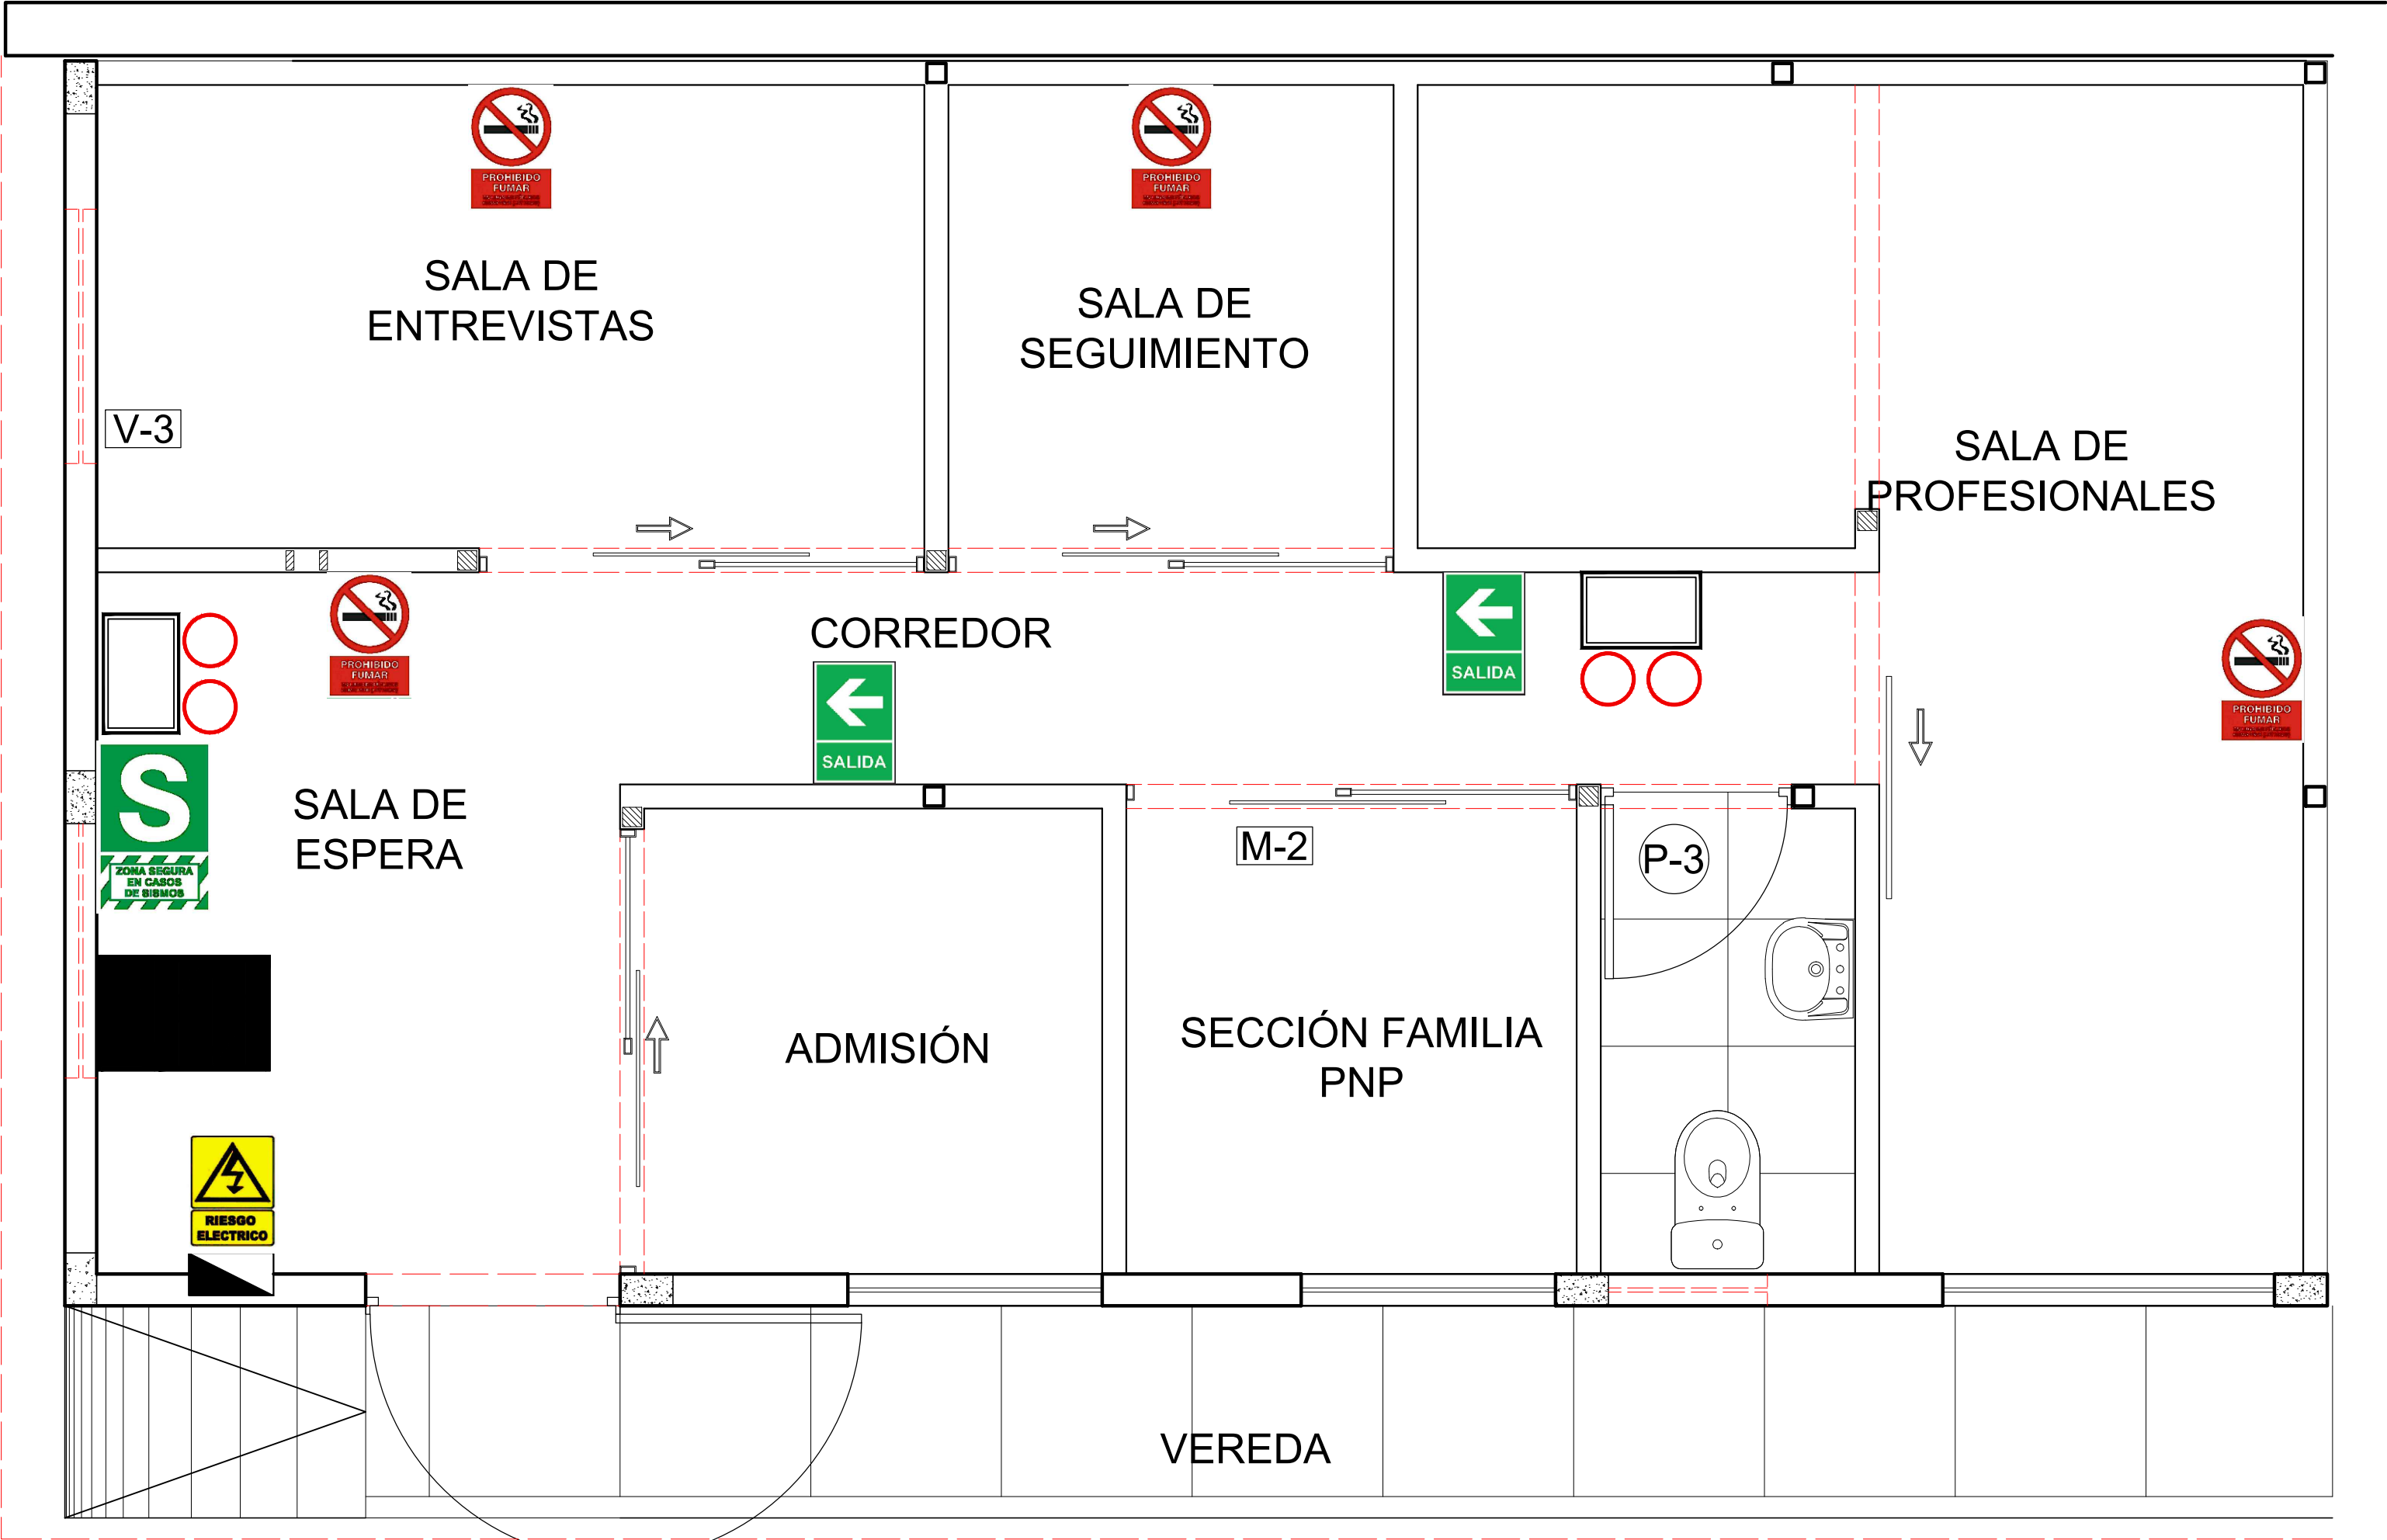 PROHIBIDO
FUMAR
PROHIBIDO
FUMAR
SALA DE
ENTREVISTAS
SALA DE
SEGUIMIENTO
V-3
SALA DE
PROFESIONALES
PROHIBIDO
FUMAR
CORREDOR
SALIDA
SALIDA
PROHIBIDO
FUMAR
S
ZONA SEGURA
EN CASOS
DE SISMOS
SALA DE
ESPERA
M-2
P-3
ADMISIÓN
SECCIÓN FAMILIA
PNP
RIESGO
ELECTRICO
VEREDA